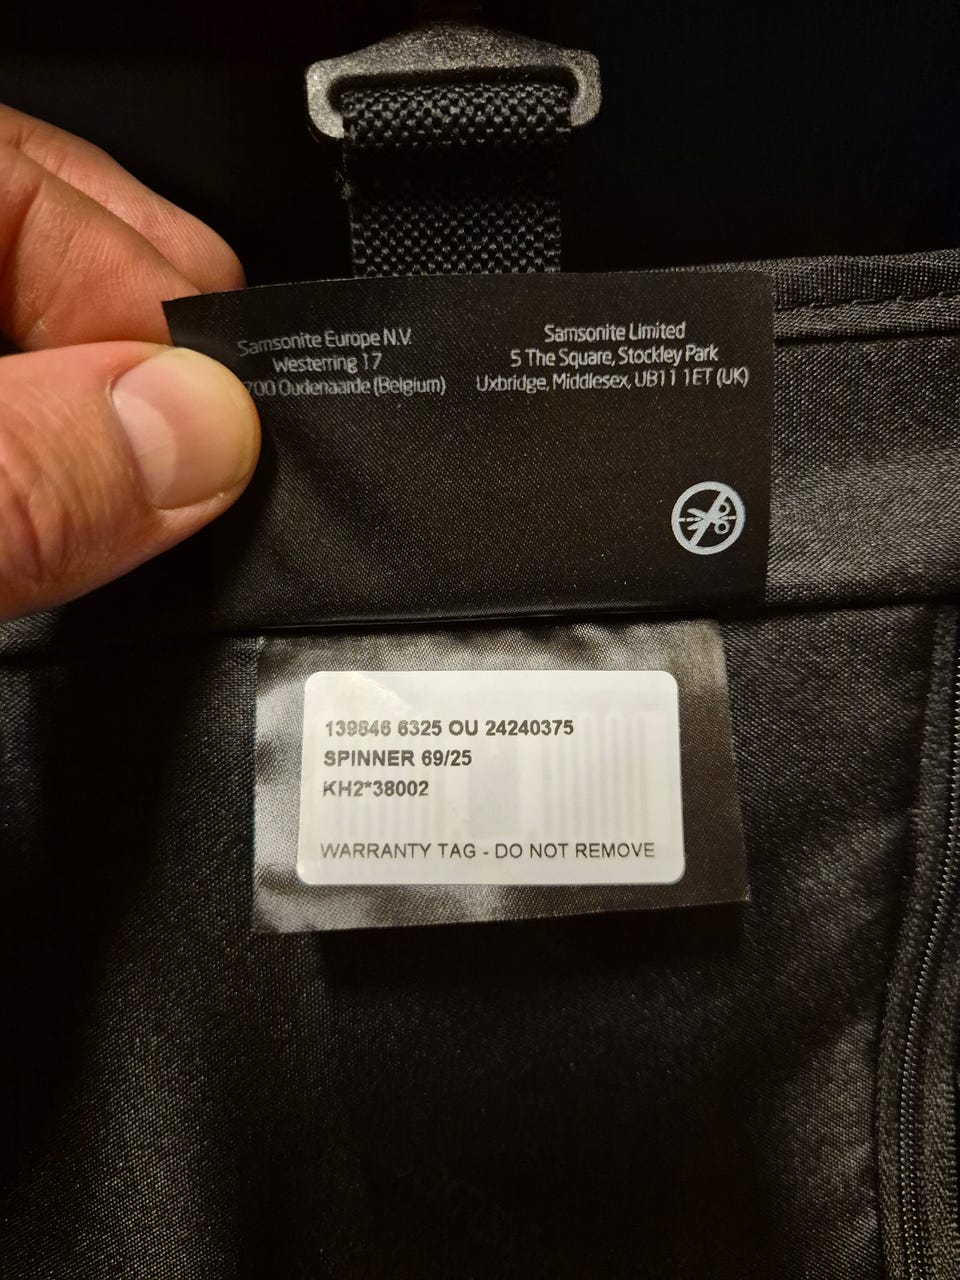 Samsonite Europe N.V.
Westerring 17
700 Oudenaarde (Belgium)
Samsonite Limited
5 The Square, Stockley Park
Uxbridge, Middlesex, UB11 1ET (UK)
139846 6325 OU 24240375
SPINNER 69/25
KH2*38002
WARRANTY TAG - DO NOT REMOVE